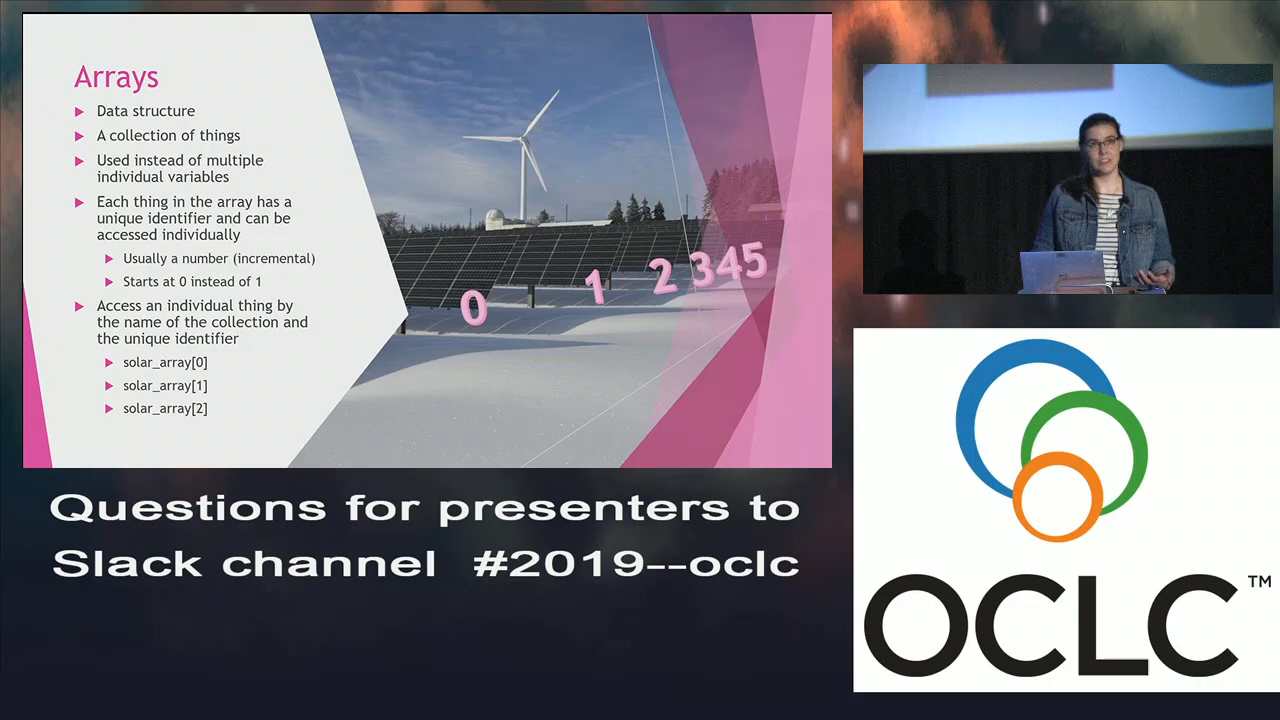 Arrays
Data structure
A collection of things
Used instead of multiple
individual variables
Each thing in the array has a
unique identifier and can be
accessed individually
Usually a number (incremental)
Starts at 0 instead of 1
Access an individual thing by
the name of the collection and
the unique identifier
solar_array[0]
solar_array[1]
solar_array[2]
0 1 2 3 4 5
Questions for presenters to
Slack channel #2019--oclc
OCLC™